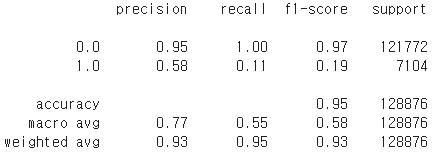 precision recall f1-score support
0.0 0.95 1.00 0.97 121772
1.0 0.58 0.11 0.19 7104
accuracy 0.95 128876
macro avg 0.77 0.55 0.58 128876
weighted avg 0.93 0.95 0.93 128876